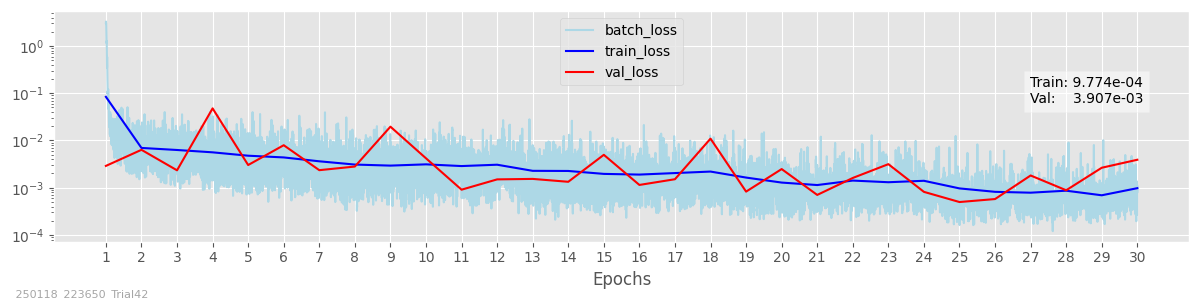 batch_loss
train_loss
val_loss
Train: 9.774e-04
Val: 3.907e-03
10^0
10^-1
10^-2
10^-3
10^-4
1 2 3 4 5 6 7 8 9 10 11 12 13 14 15 16 17 18 19 20 21 22 23 24 25 26 27 28 29 30
Epochs
250118_223650_Trial42